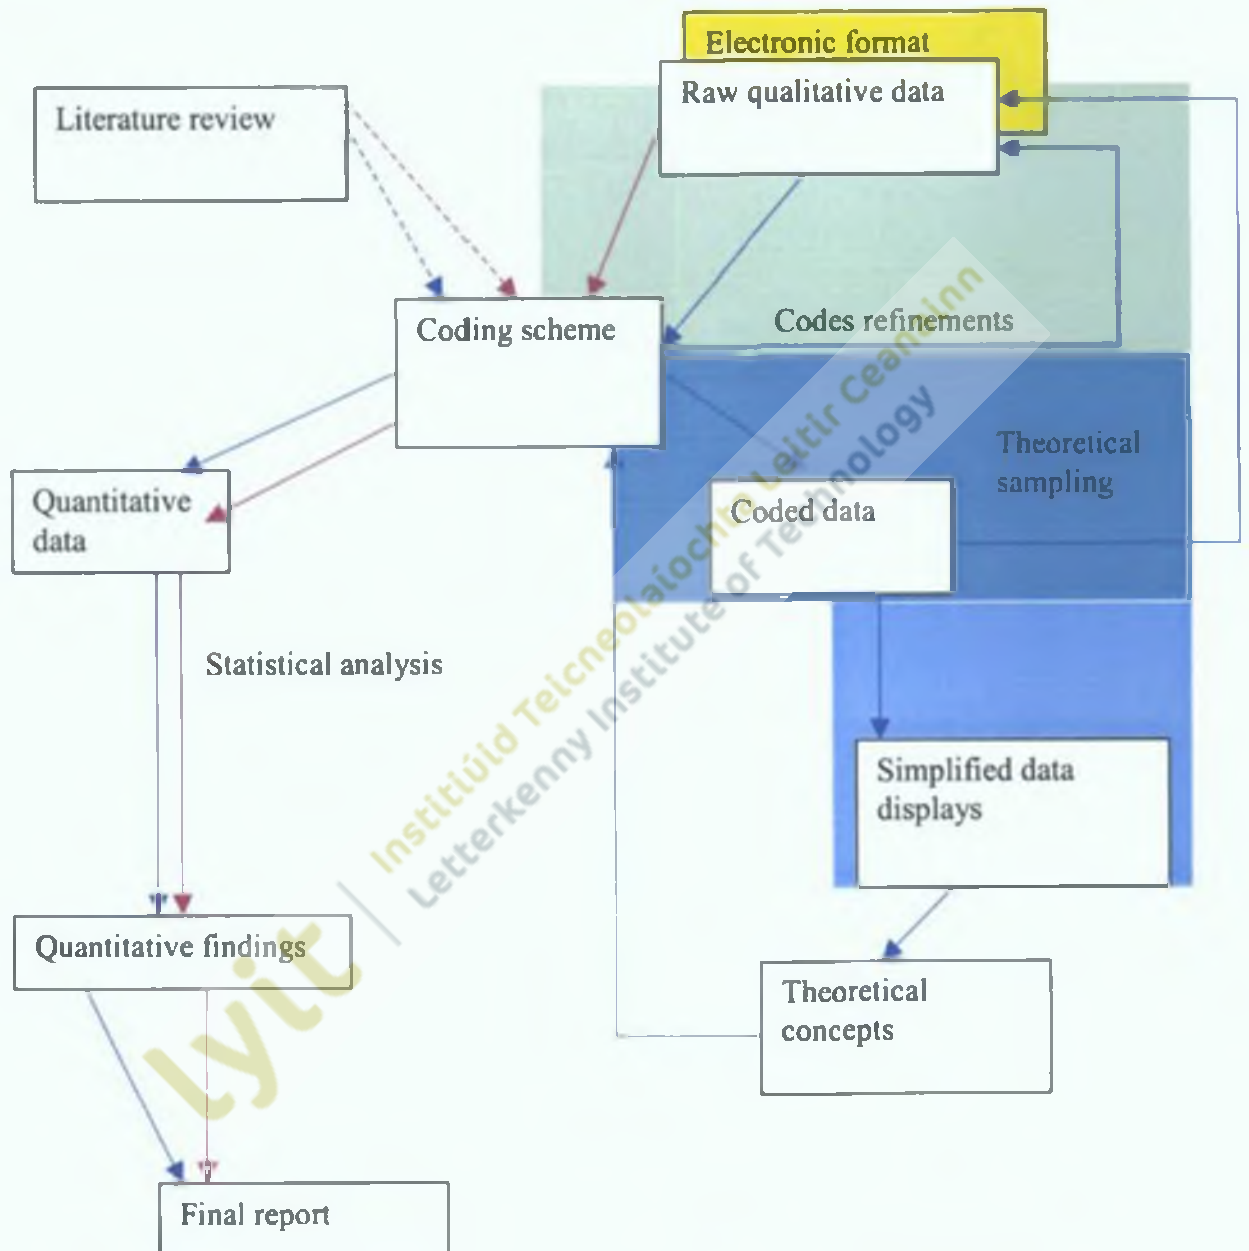 Electronic format
Raw qualitative data
Literature review
Coding scheme
Codes refinements
Theoretical
sampling
Coded data
Quantitative
data
Statistical analysis
Simplified data
displays
Quantitative findings
Theoretical
concepts
Final report
lyit
Institiúid Teicneolaíochta Leitir Ceanainn
Letterkenny Institute of Technology